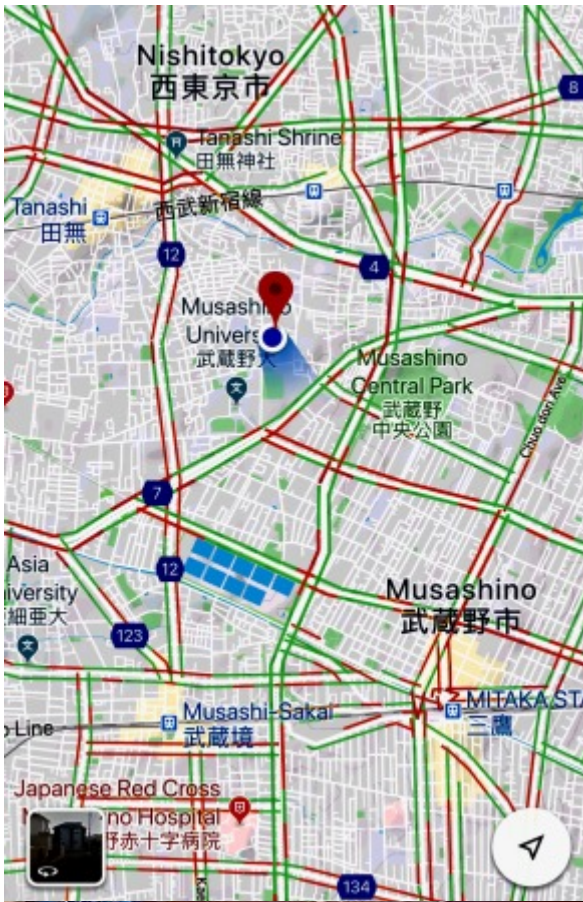 Nishitokyo
西東京市
8
Tanashi Shrine
田無神社
Tanashi
田無
西武新宿線
12
4
Musashino
武蔵野大
Musashino
Central Park
武蔵野
中央公園
Chuo dori Ave
7
Asia
12
細亜大
Musashino
武蔵野市
123
Musashi-Sakai
武蔵境
MITAKA STA
三鷹
Line
Japanese Red Cross
Hospital
野赤十字病院
134